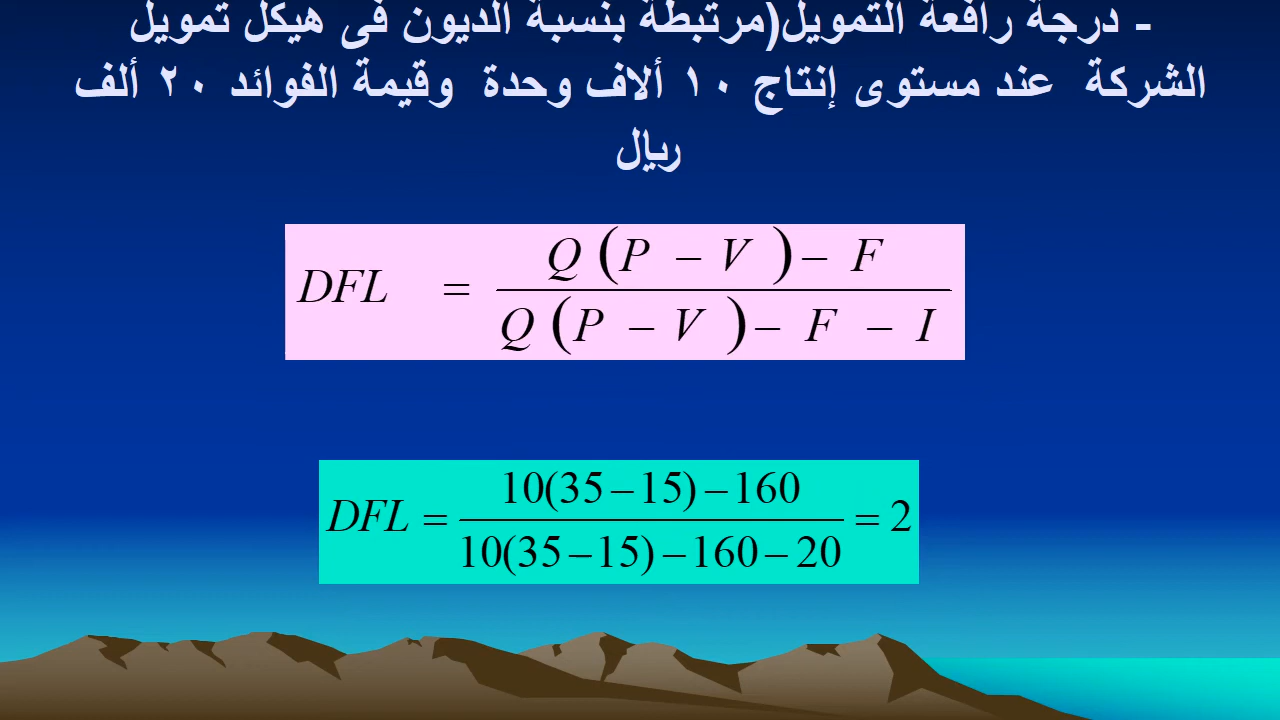 - درجة رافعة التمويل(مرتبطة بنسبة الديون فى هيكل تمويل
الشركة عند مستوى إنتاج ١٠ ألاف وحدة وقيمة الفوائد ٢٠ ألف
ريال
DFL = Q (P − V ) − F / Q (P − V ) − F − I
DFL = 10(35−15)−160 / 10(35−15)−160−20 = 2